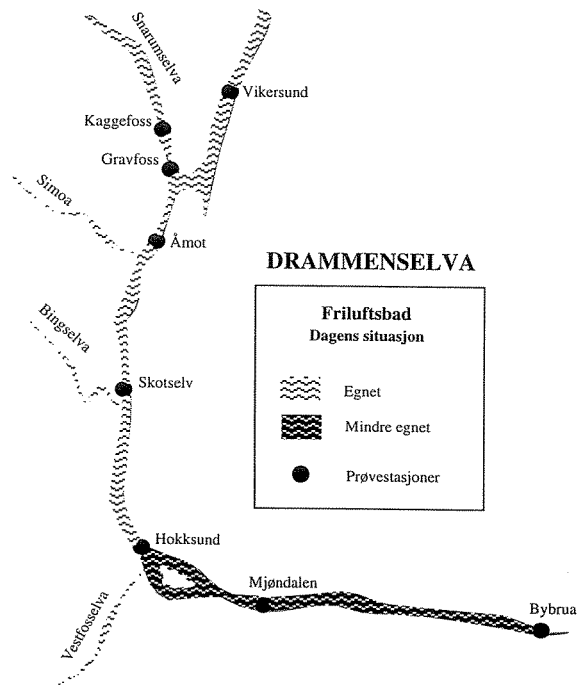 Snarumselva
Vikersund
Kaggefoss
Gravfoss
Simoa
Åmot
DRAMMENSELVA
Friluftsbad
Dagens situasjon
Bingselva
Skotselv
Egnet
Mindre egnet
Prøvestasjoner
Hokksund
Mjøndalen
Bybrua
Vestfosselva